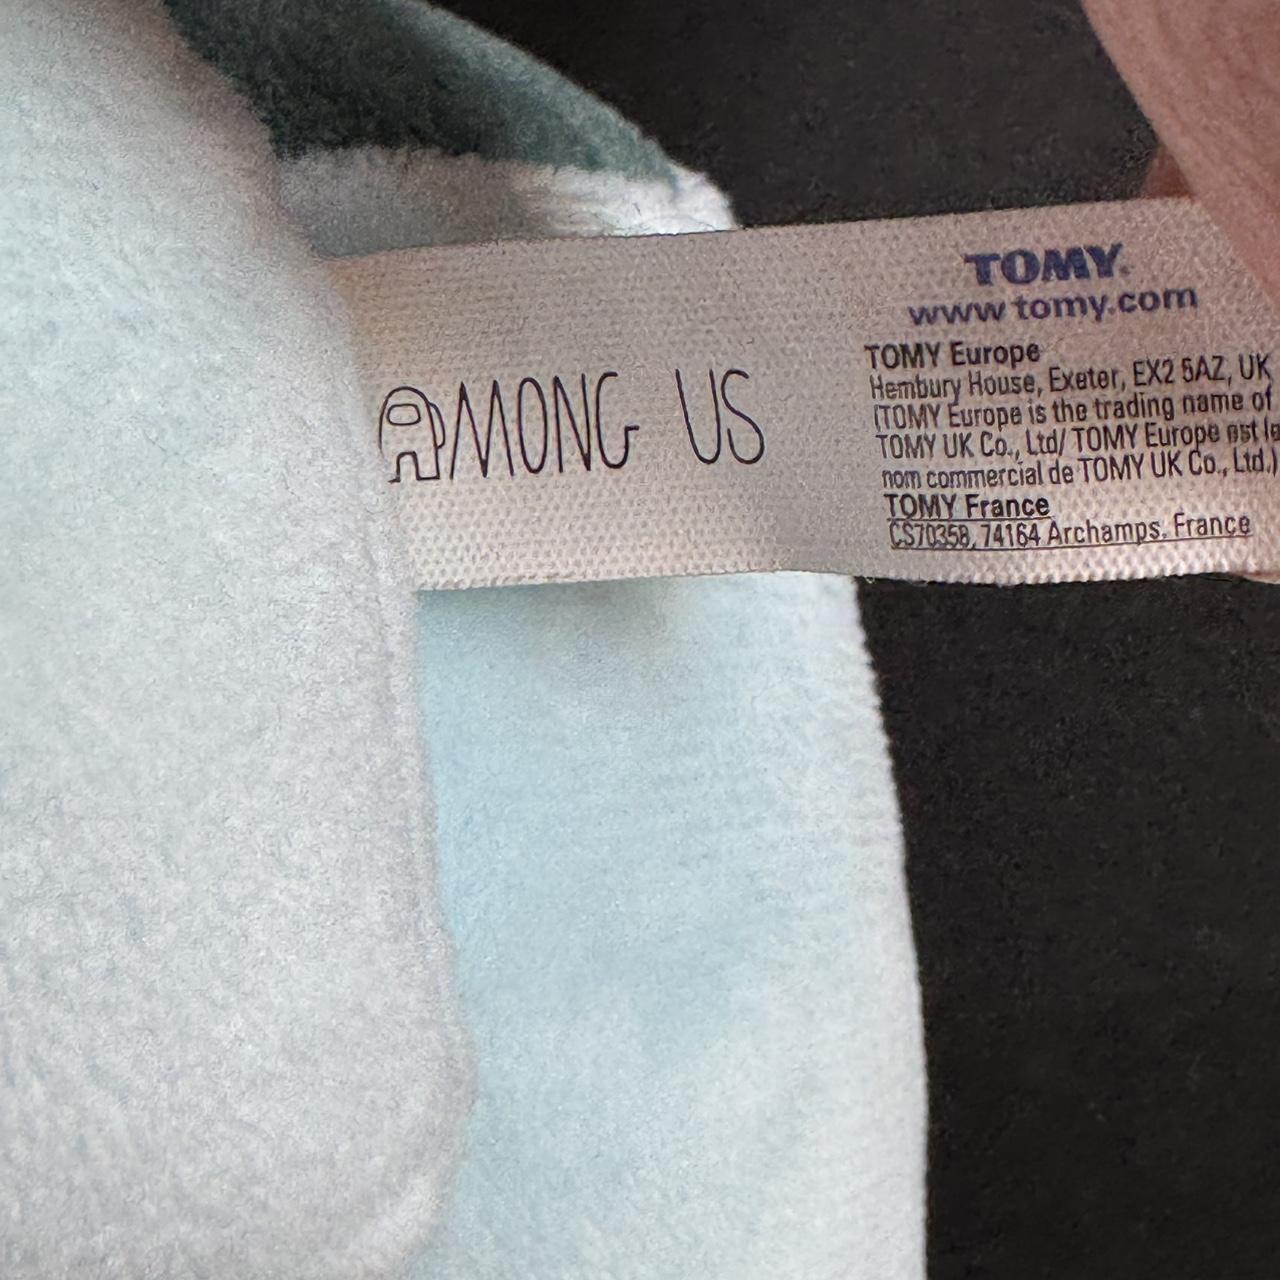 AMONG US
TOMY.
www.tomy.com
TOMY Europe
Hembury House, Exeter, EX2 5AZ, UK
(TOMY Europe is the trading name of
TOMY UK Co., Ltd/ TOMY Europe est le
nom commercial de TOMY UK Co., Ltd.)
TOMY France
CS70358, 74164 Archamps, France